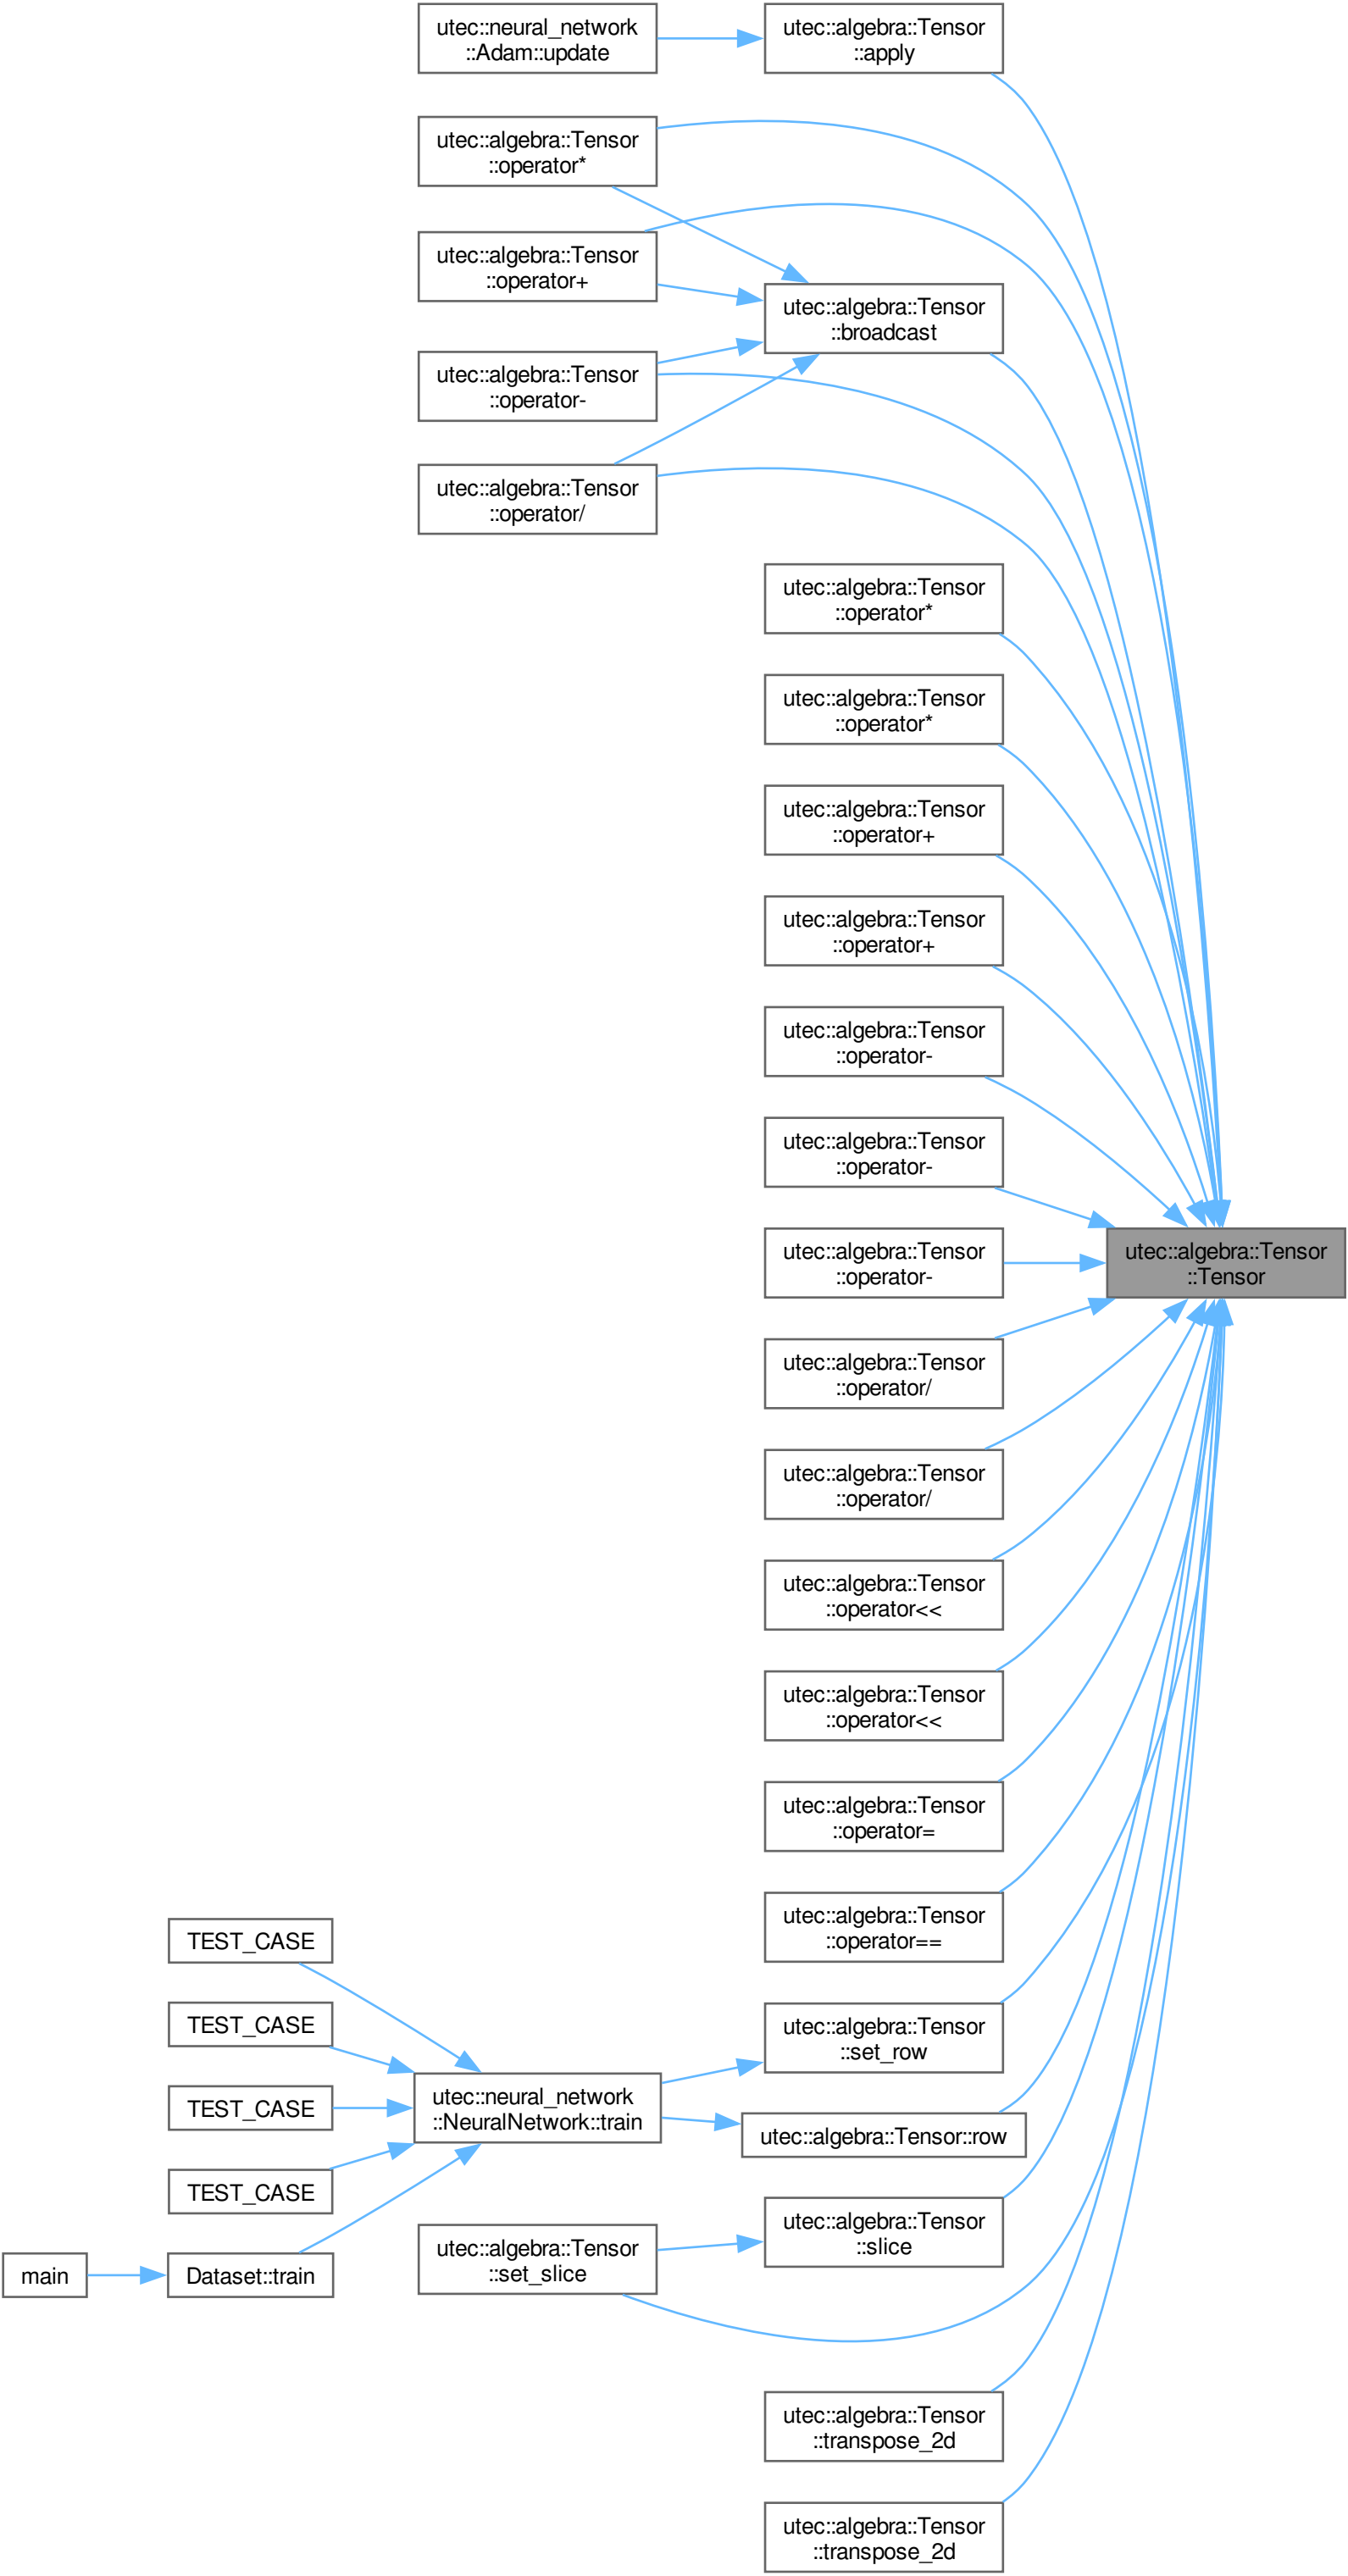 utec::neural_network
::Adam::update
utec::algebra::Tensor
::apply
utec::algebra::Tensor
::operator*
utec::algebra::Tensor
::operator+
utec::algebra::Tensor
::broadcast
utec::algebra::Tensor
::operator-
utec::algebra::Tensor
::operator/
utec::algebra::Tensor
::operator*
utec::algebra::Tensor
::operator*
utec::algebra::Tensor
::operator+
utec::algebra::Tensor
::operator+
utec::algebra::Tensor
::operator-
utec::algebra::Tensor
::operator-
utec::algebra::Tensor
::operator-
utec::algebra::Tensor
::Tensor
utec::algebra::Tensor
::operator/
utec::algebra::Tensor
::operator/
utec::algebra::Tensor
::operator<<
utec::algebra::Tensor
::operator<<
utec::algebra::Tensor
::operator=
utec::algebra::Tensor
::operator==
TEST_CASE
TEST_CASE
TEST_CASE
TEST_CASE
utec::neural_network
::NeuralNetwork::train
utec::algebra::Tensor
::set_row
utec::algebra::Tensor::row
utec::algebra::Tensor
::slice
utec::algebra::Tensor
::set_slice
main
Dataset::train
utec::algebra::Tensor
::transpose_2d
utec::algebra::Tensor
::transpose_2d